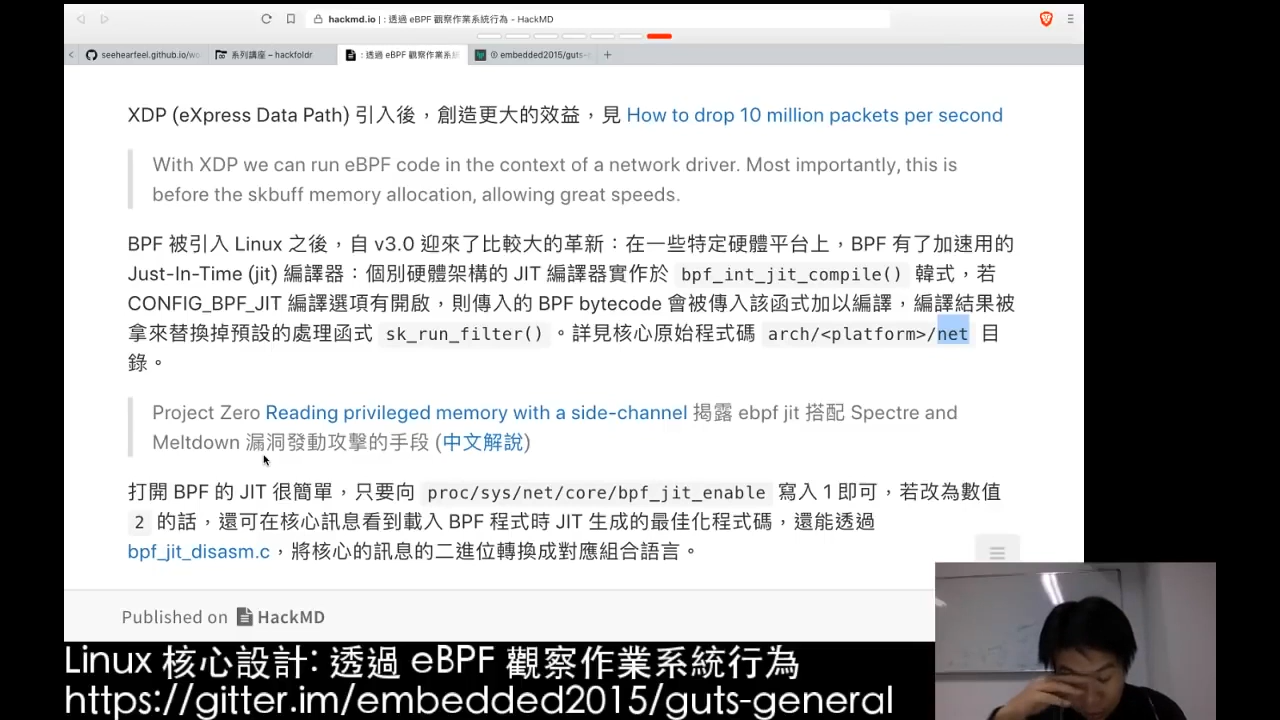 hackmd.io | : 透過 eBPF 觀察作業系統行為 - HackMD
seehearfeel.github.io/wo
系列講座 – hackfoldr
: 透過 eBPF 觀察作業系統
embedded2015/guts-
XDP (eXpress Data Path) 引入後，創造更大的效益，見 How to drop 10 million packets per second
With XDP we can run eBPF code in the context of a network driver. Most importantly, this is
before the skbuff memory allocation, allowing great speeds.
BPF 被引入 Linux 之後，自 v3.0 迎來了比較大的革新：在一些特定硬體平台上，BPF 有了加速用的
Just-In-Time (jit) 編譯器：個別硬體架構的 JIT 編譯器實作於 bpf_int_jit_compile() 韓式，若
CONFIG_BPF_JIT 編譯選項有開啟，則傳入的 BPF bytecode 會被傳入該函式加以編譯，編譯結果被
拿來替換掉預設的處理函式 sk_run_filter() 。詳見核心原始程式碼 arch/<platform>/net 目
錄。
Project Zero Reading privileged memory with a side-channel 揭露 ebpf jit 搭配 Spectre and
Meltdown 漏洞發動攻擊的手段 (中文解說)
打開 BPF 的 JIT 很簡單，只要向 proc/sys/net/core/bpf_jit_enable 寫入 1 即可，若改為數值
2 的話，還可在核心訊息看到載入 BPF 程式時 JIT 生成的最佳化程式碼，還能透過
bpf_jit_disasm.c，將核心的訊息的二進位轉換成對應組合語言。
Published on HackMD
Linux 核心設計: 透過 eBPF 觀察作業系統行為
https://gitter.im/embedded2015/guts-general